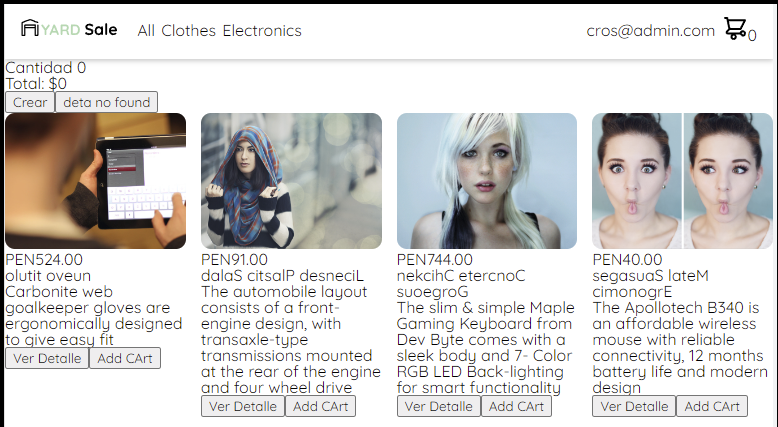 YARD Sale
All Clothes Electronics
cros@admin.com
0
Cantidad 0
Total: $0
Crear
deta no found
PEN524.00
olutit oveun
Carbonite web
goalkeeper gloves are
ergonomically designed
to give easy fit
Ver Detalle
Add CArt
PEN91.00
dalaS citsalP desneciL
The automobile layout
consists of a front-
engine design, with
transaxle-type
transmissions mounted
at the rear of the engine
and four wheel drive
Ver Detalle
Add CArt
PEN744.00
nekcihC etercnoC
suoegroG
The slim & simple Maple
Gaming Keyboard from
Dev Byte comes with a
sleek body and 7- Color
RGB LED Back-lighting
for smart functionality
Ver Detalle
Add CArt
PEN40.00
segasuaS lateM
cimonogrE
The Apollotech B340 is
an affordable wireless
mouse with reliable
connectivity, 12 months
battery life and modern
design
Ver Detalle
Add CArt